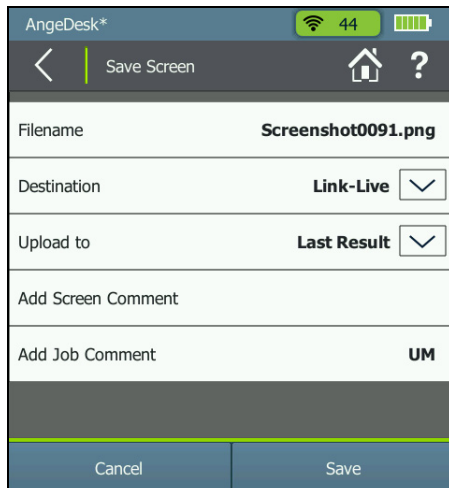 AngeDesk* 44
Save Screen ?
Filename Screenshot0091.png
Destination Link-Live
Upload to Last Result
Add Screen Comment
Add Job Comment UM
Cancel Save